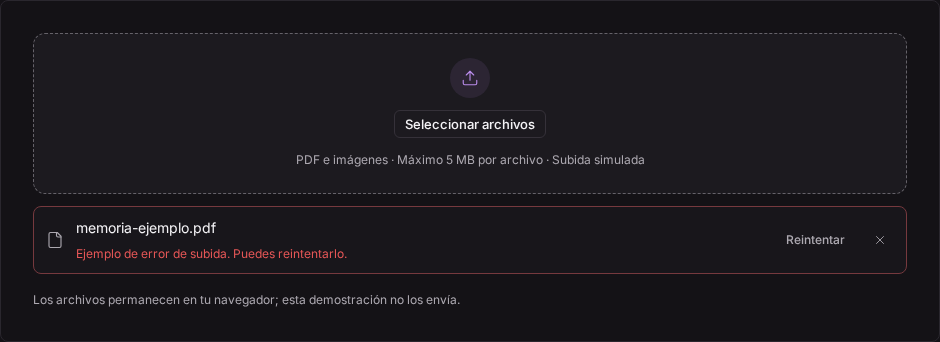 Seleccionar archivos
PDF e imágenes · Máximo 5 MB por archivo · Subida simulada
memoria-ejemplo.pdf
Ejemplo de error de subida. Puedes reintentarlo.
Reintentar
Los archivos permanecen en tu navegador; esta demostración no los envía.